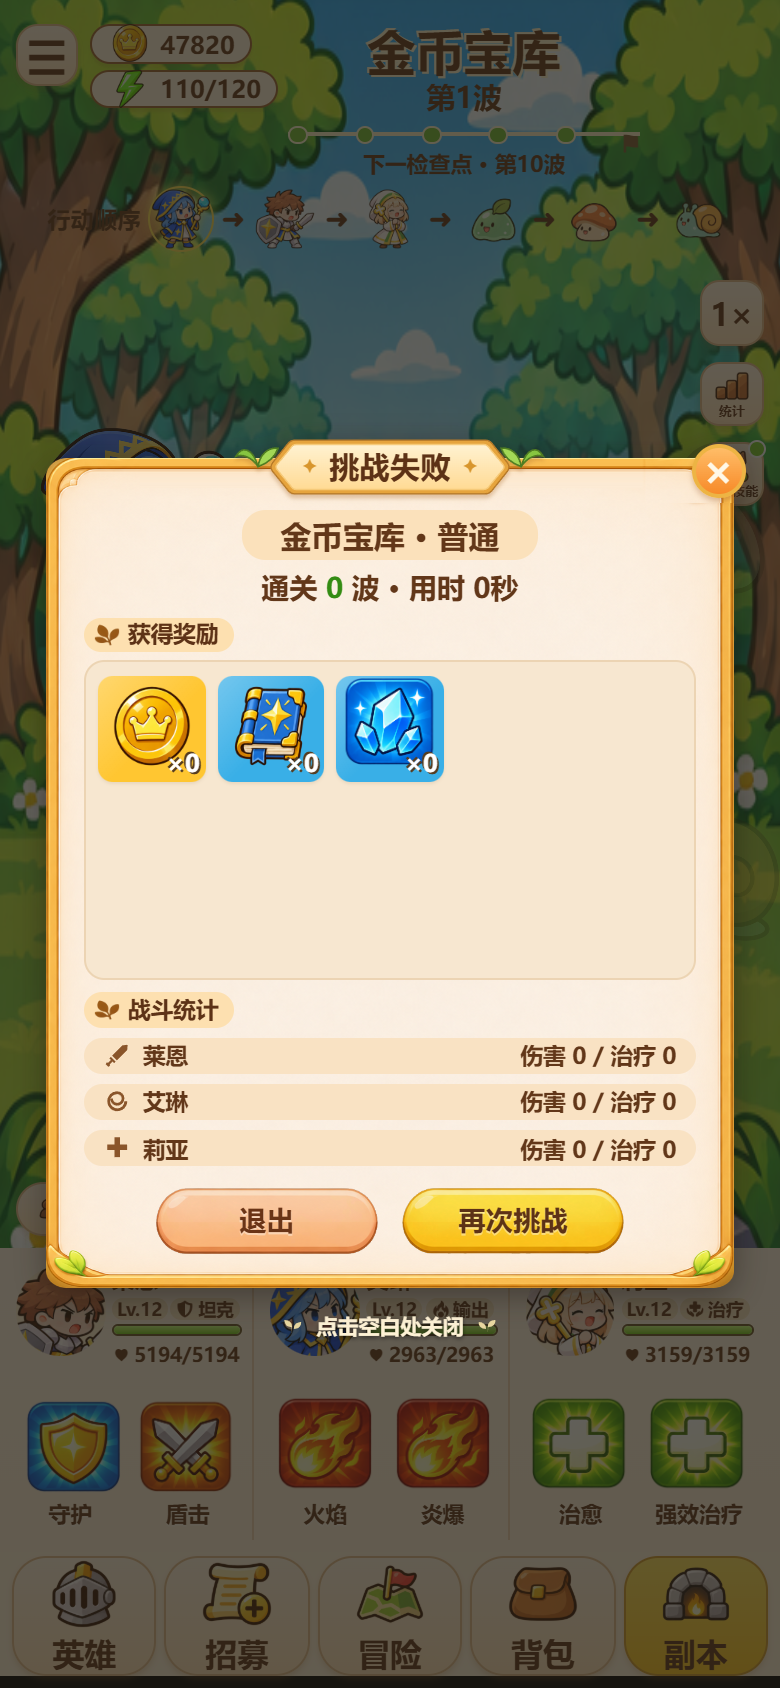 47820
110/120
金币宝库
第1波
下一检查点·第10波
行动顺序
1×
统计
技能
挑战失败
金币宝库·普通
通关 0 波·用时 0秒
获得奖励
×0 ×0 ×0
战斗统计
莱恩 伤害 0 / 治疗 0
艾琳 伤害 0 / 治疗 0
莉亚 伤害 0 / 治疗 0
退出 再次挑战
Lv.12 坦克 Lv.12 输出 Lv.12 治疗
点击空白处关闭
5194/5194 2963/2963 3159/3159
守护 盾击 火焰 炎爆 治愈 强效治疗
英雄 招募 冒险 背包 副本